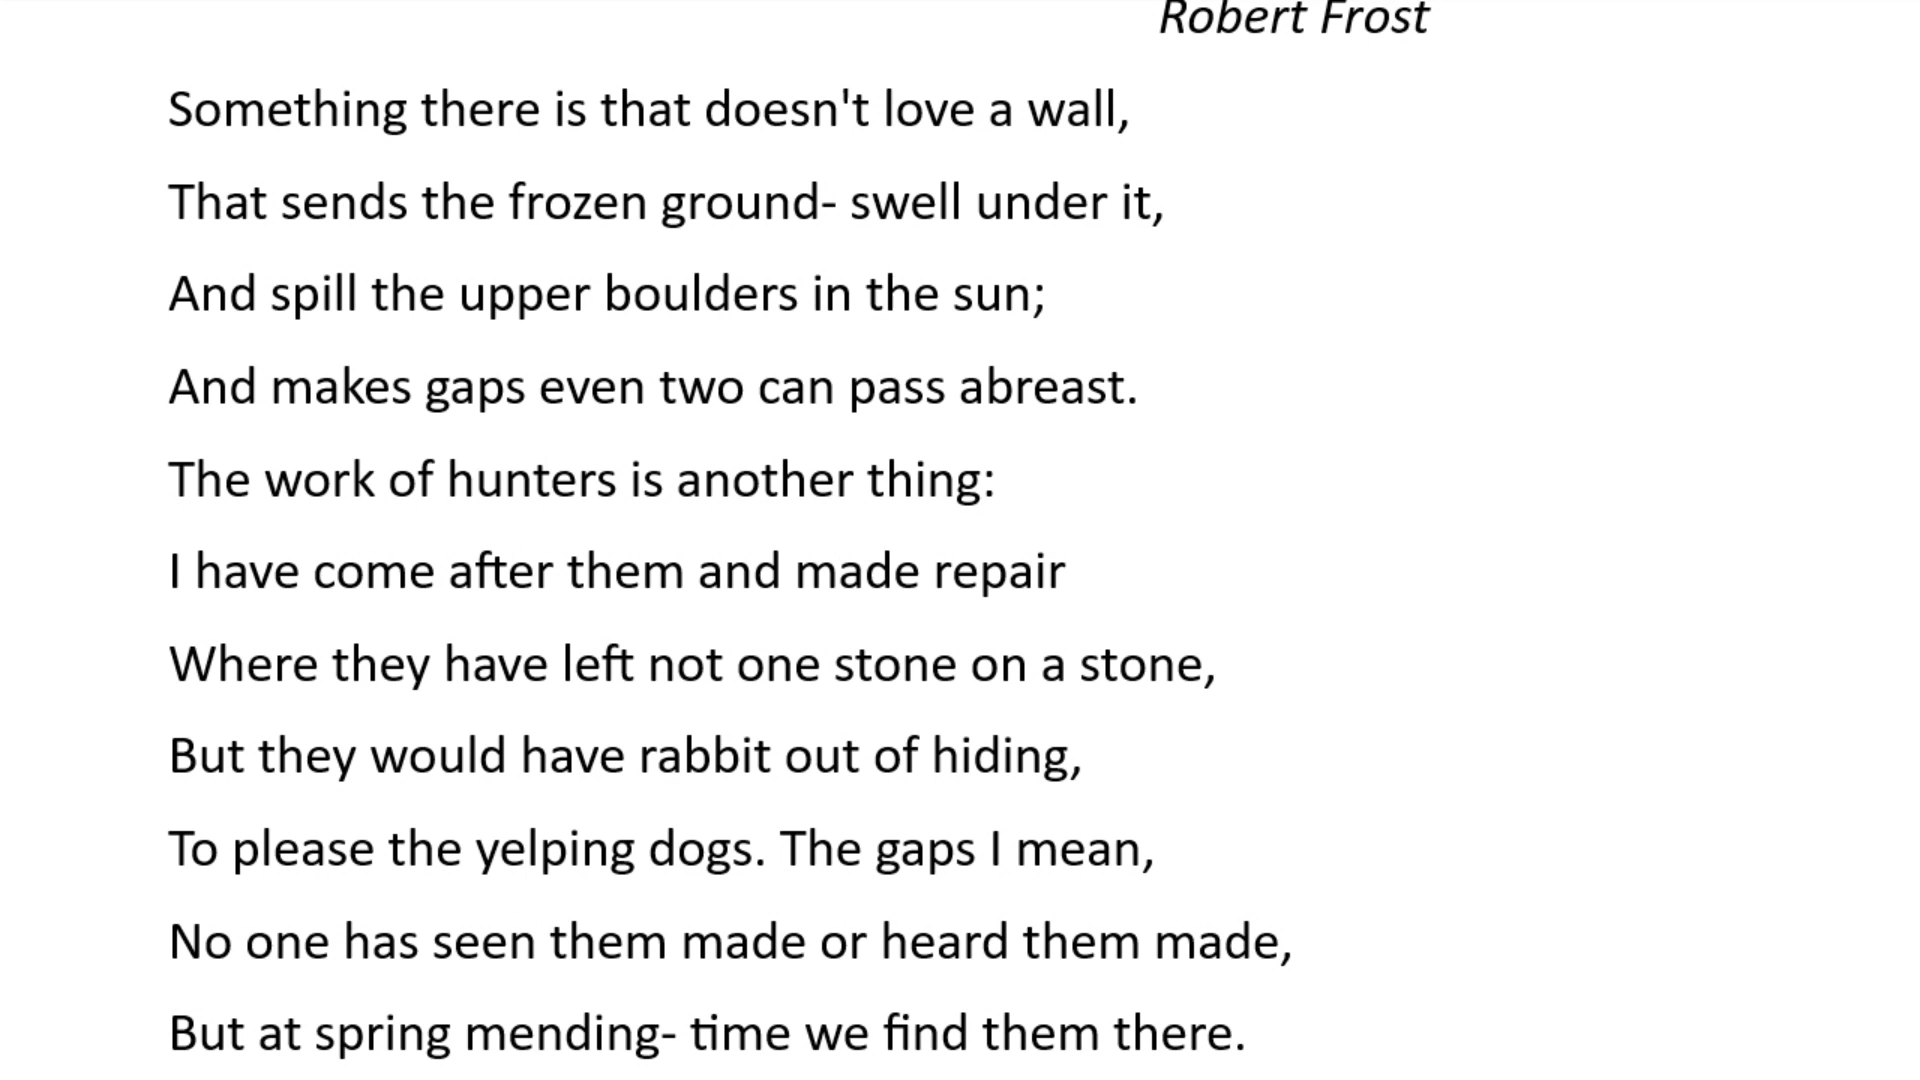 Robert Frost
Something there is that doesn't love a wall,
That sends the frozen ground- swell under it,
And spill the upper boulders in the sun;
And makes gaps even two can pass abreast.
The work of hunters is another thing:
I have come after them and made repair
Where they have left not one stone on a stone,
But they would have rabbit out of hiding,
To please the yelping dogs. The gaps I mean,
No one has seen them made or heard them made,
But at spring mending- time we find them there.